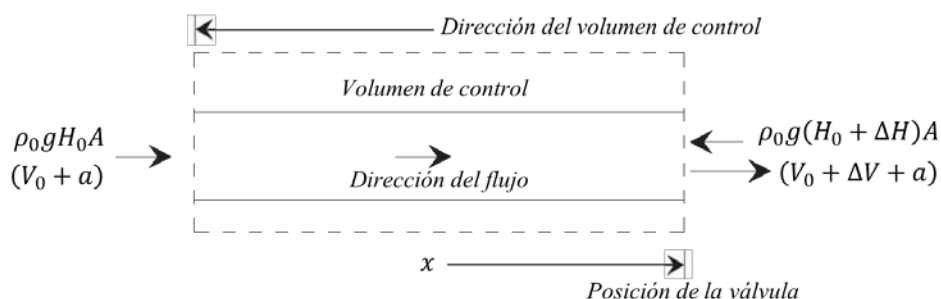 Dirección del volumen de control
Volumen de control
ρ₀gH₀A
(V₀ + a)
Dirección del flujo
ρ₀g(H₀ + ΔH)A
(V₀ + ΔV + a)
x
Posición de la válvula